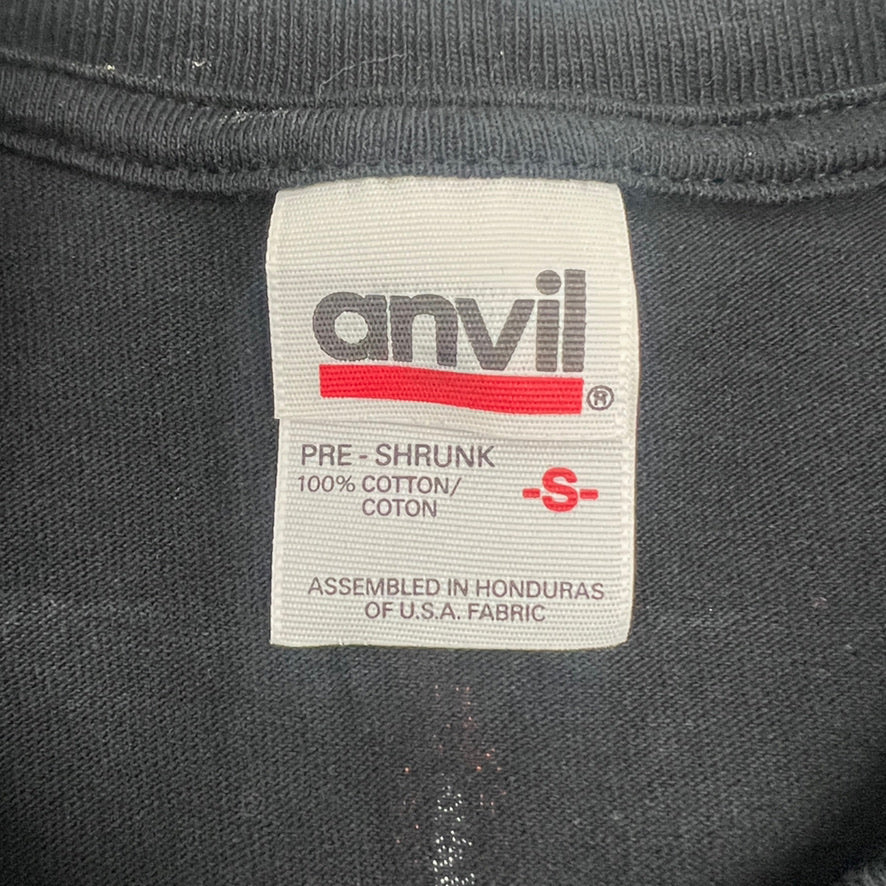 anvil
®
PRE - SHRUNK
100% COTTON/
COTON
-S-
ASSEMBLED IN HONDURAS
OF U.S.A. FABRIC